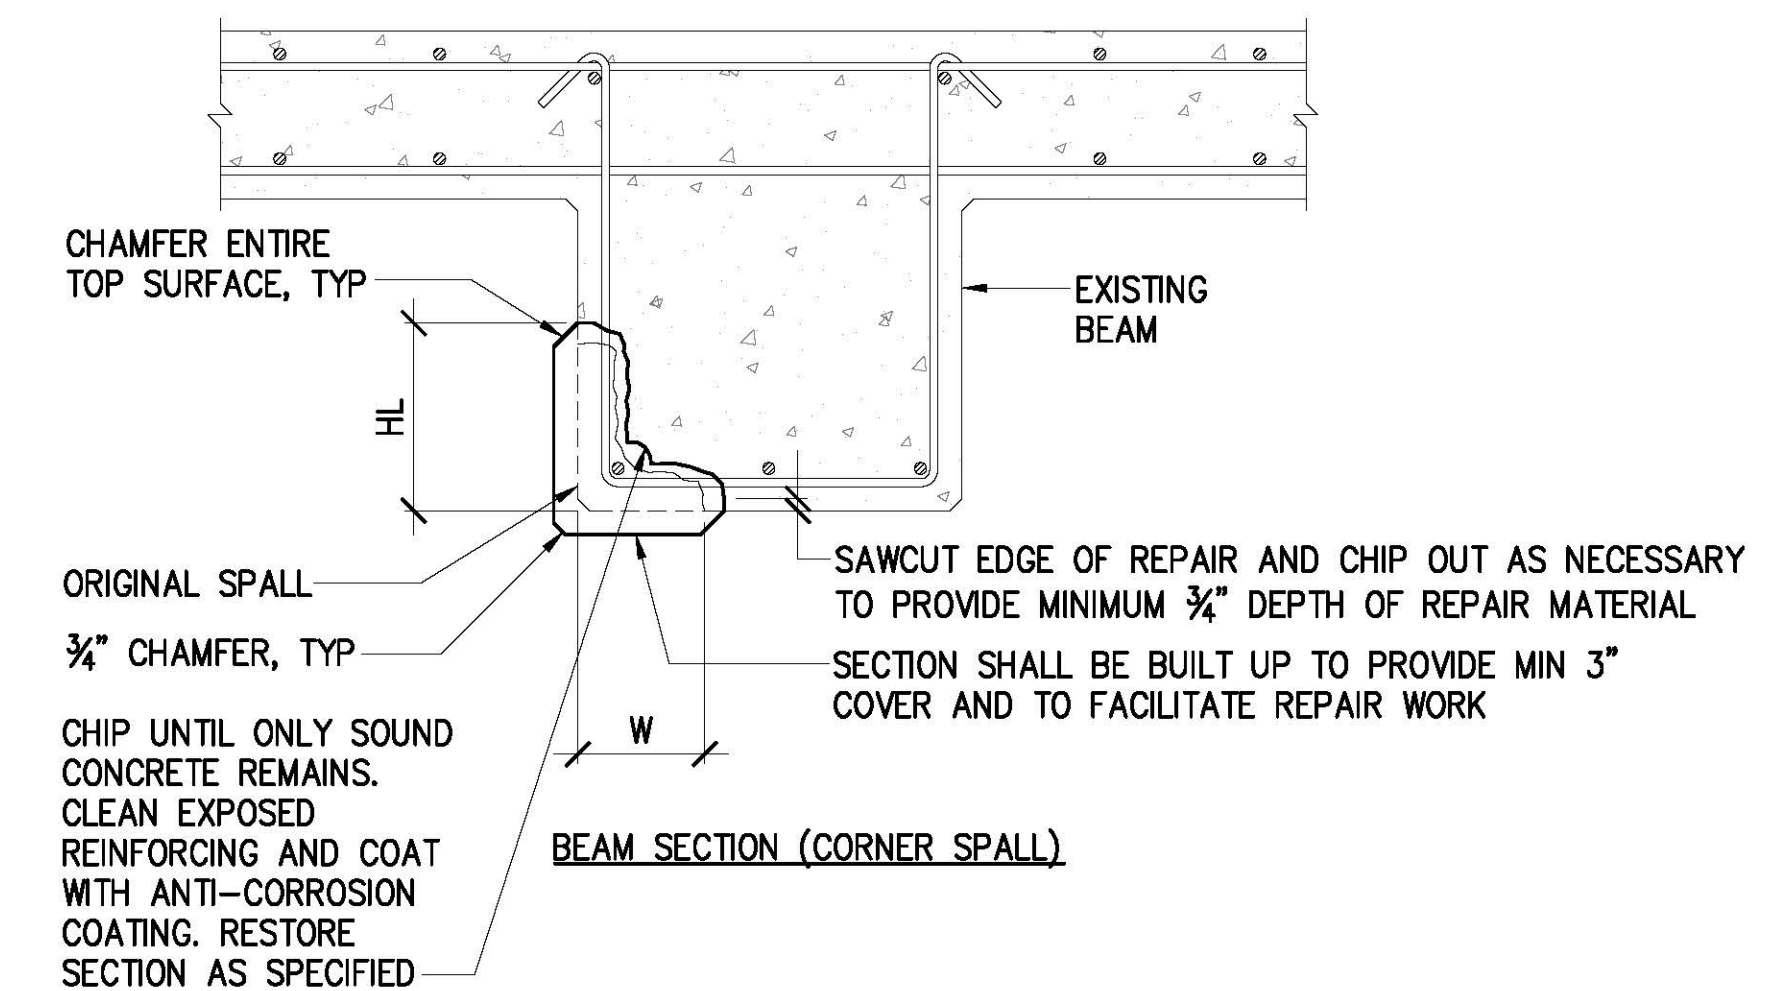 CHAMFER ENTIRE
TOP SURFACE, TYP
EXISTING
BEAM
HL
ORIGINAL SPALL
¾" CHAMFER, TYP
SAWCUT EDGE OF REPAIR AND CHIP OUT AS NECESSARY
TO PROVIDE MINIMUM ¾" DEPTH OF REPAIR MATERIAL
SECTION SHALL BE BUILT UP TO PROVIDE MIN 3"
COVER AND TO FACILITATE REPAIR WORK
W
CHIP UNTIL ONLY SOUND
CONCRETE REMAINS.
CLEAN EXPOSED
REINFORCING AND COAT
WITH ANTI-CORROSION
COATING. RESTORE
SECTION AS SPECIFIED
BEAM SECTION (CORNER SPALL)